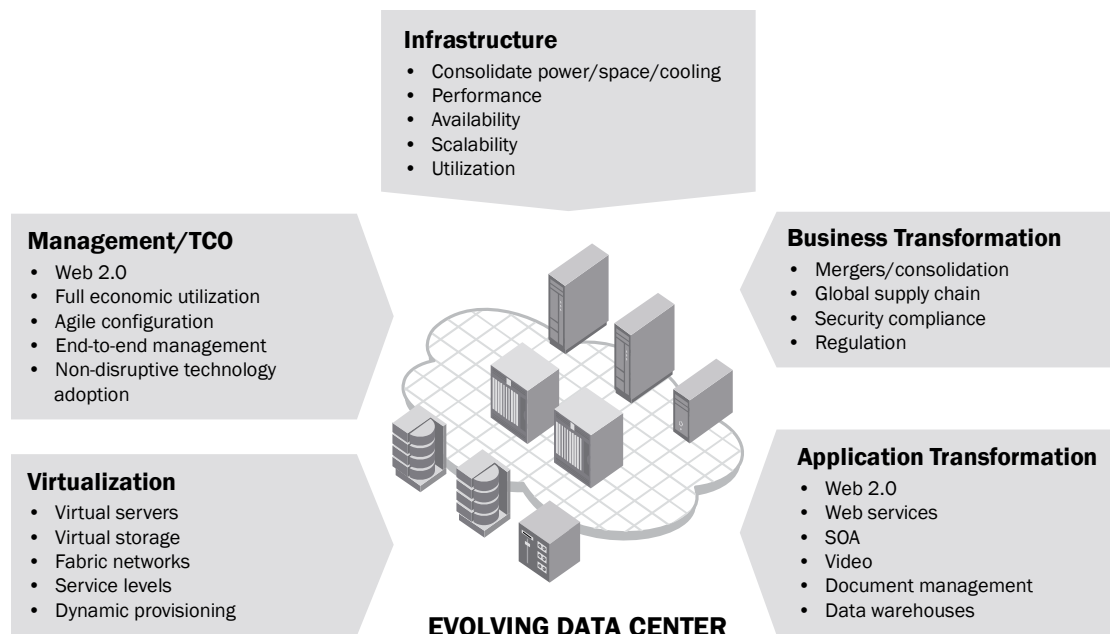 Infrastructure
• Consolidate power/space/cooling
• Performance
• Availability
• Scalability
• Utilization
Management/TCO
• Web 2.0
• Full economic utilization
• Agile configuration
• End-to-end management
• Non-disruptive technology
adoption
Business Transformation
• Mergers/consolidation
• Global supply chain
• Security compliance
• Regulation
Virtualization
• Virtual servers
• Virtual storage
• Fabric networks
• Service levels
• Dynamic provisioning
Application Transformation
• Web 2.0
• Web services
• SOA
• Video
• Document management
• Data warehouses
EVOLVING DATA CENTER